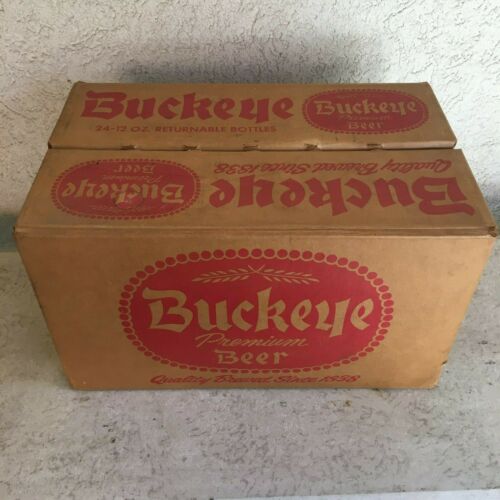 Buckeye
24-12 OZ. RETURNABLE BOTTLES
Buckeye
Premium
Beer
Buckeye
Quality Brewed Since 1838
Buckeye
Premium
Beer
Buckeye
Premium
Beer
Quality Brewed Since 1838